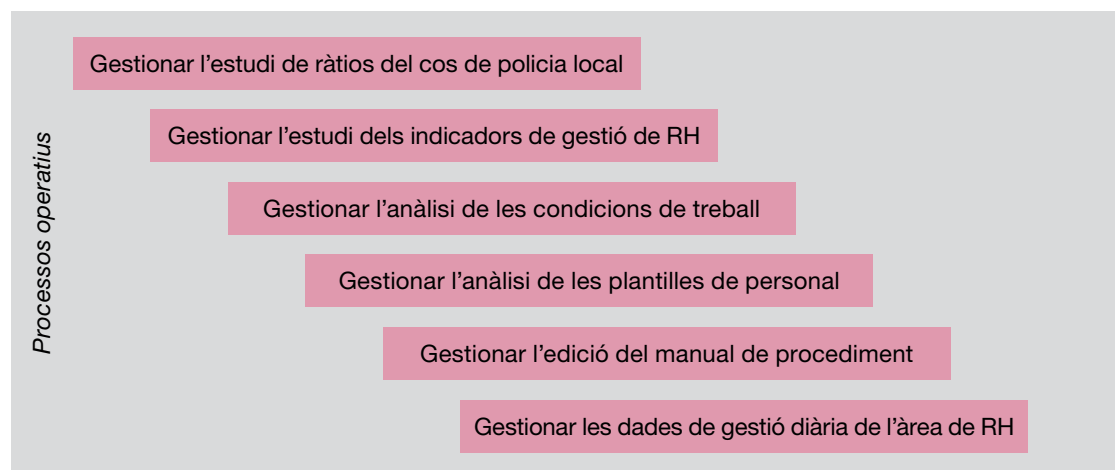 Processos operatius
Gestionar l’estudi de ràtios del cos de policia local
Gestionar l’estudi dels indicadors de gestió de RH
Gestionar l’anàlisi de les condicions de treball
Gestionar l’anàlisi de les plantilles de personal
Gestionar l’edició del manual de procediment
Gestionar les dades de gestió diària de l’àrea de RH